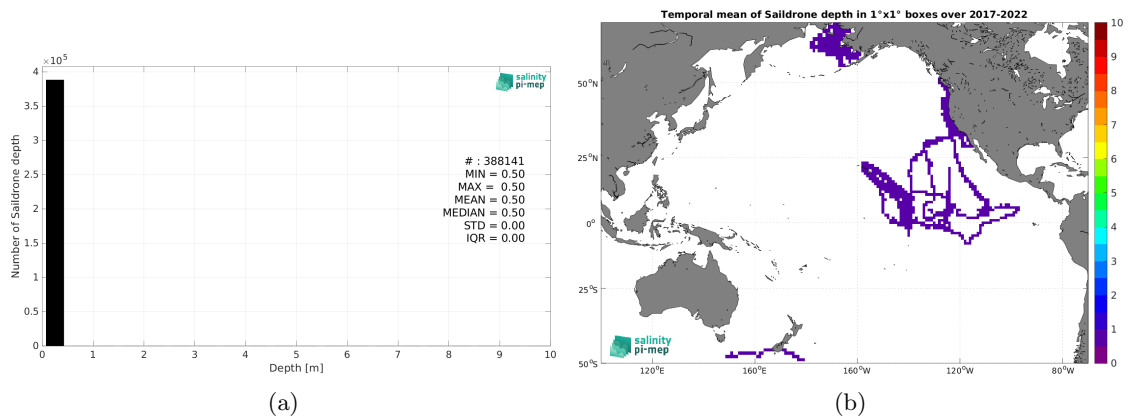 ×10⁵
4
3.5
3
2.5
2
1.5
1
0.5
0
0 1 2 3 4 5 6 7 8 9 10
Number of Saildrone depth
Depth [m]
salinity
pi-mep
# : 388141
MIN = 0.50
MAX = 0.50
MEAN = 0.50
MEDIAN = 0.50
STD = 0.00
IQR = 0.00
(a)
Temporal mean of Saildrone depth in 1°x1° boxes over 2017-2022
50°N
25°N
0°
25°S
50°S
120°E 160°E 160°W 120°W 80°W
salinity
pi-mep
10
9
8
7
6
5
4
3
2
1
0
(b)